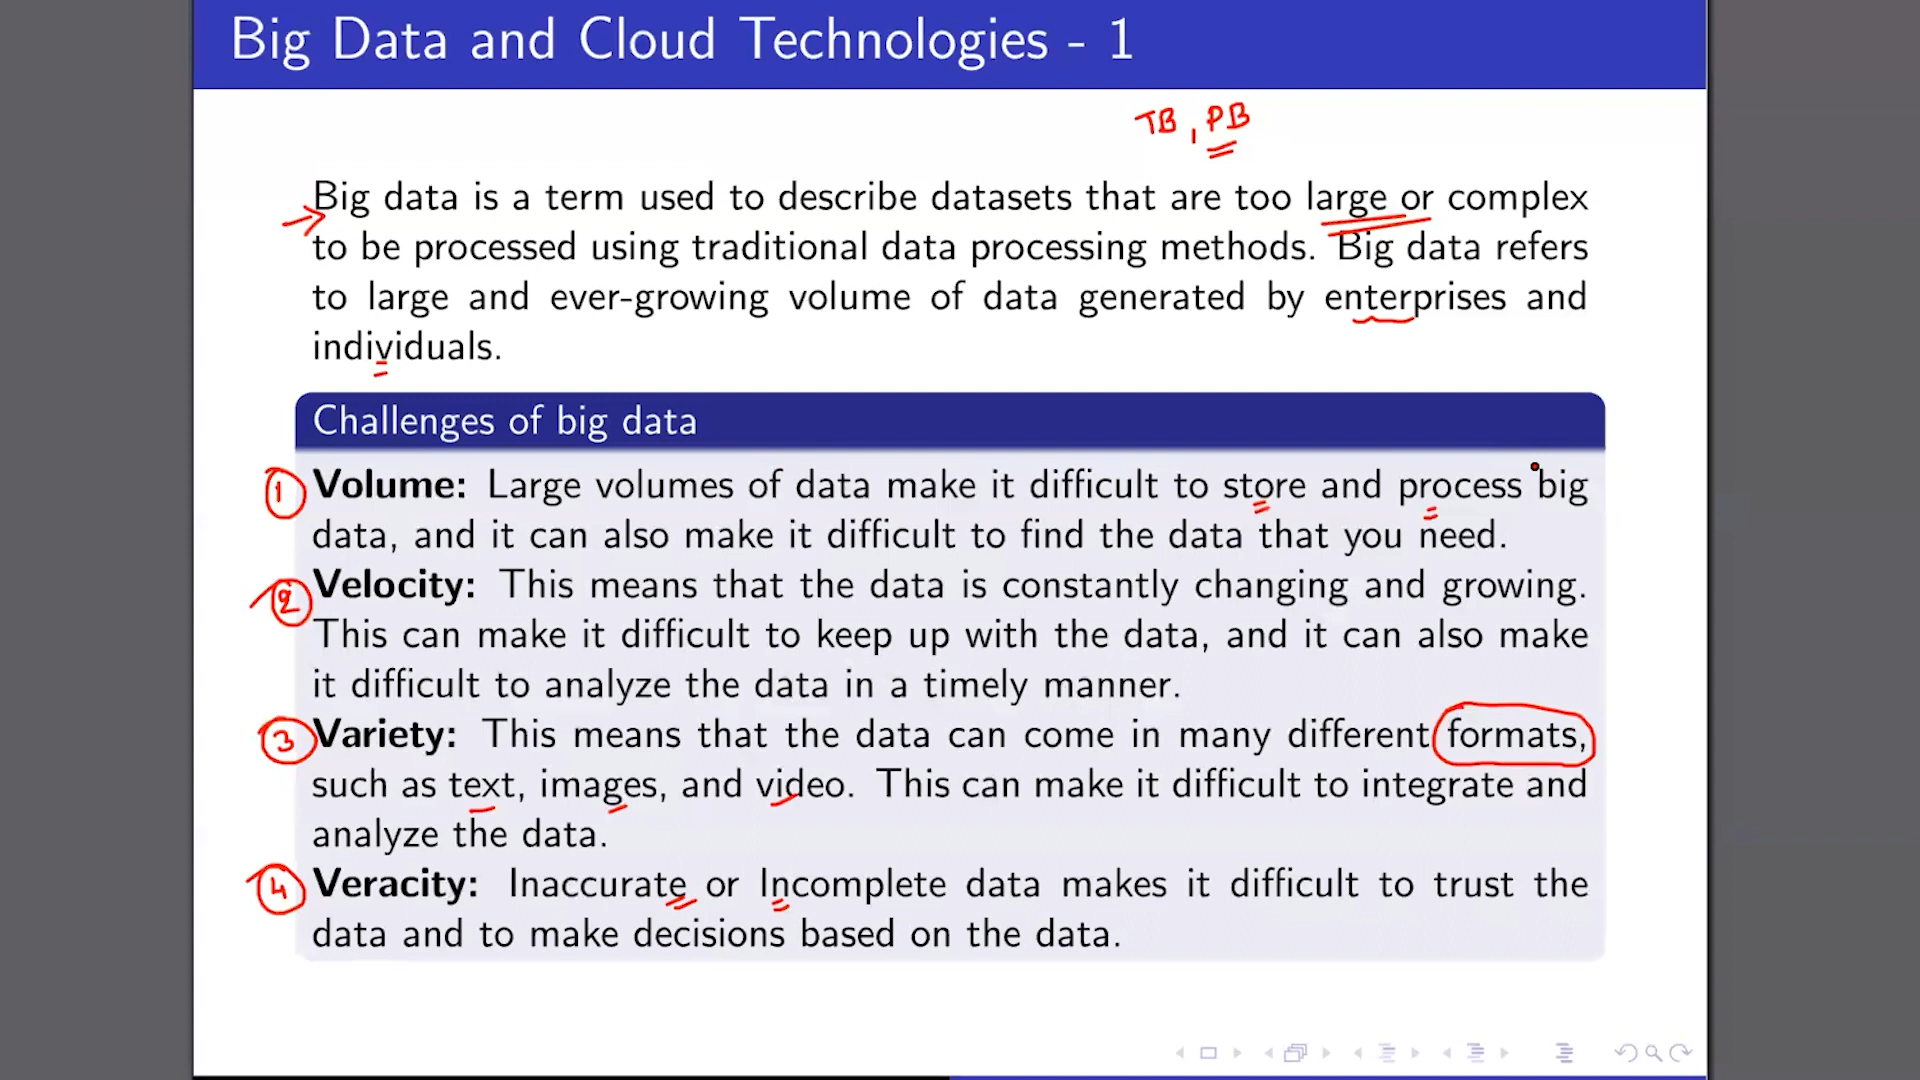 Big Data and Cloud Technologies - 1
TB, PB
Big data is a term used to describe datasets that are too large or complex
to be processed using traditional data processing methods. Big data refers
to large and ever-growing volume of data generated by enterprises and
individuals.
Challenges of big data
1 Volume: Large volumes of data make it difficult to store and process big
data, and it can also make it difficult to find the data that you need.
2 Velocity: This means that the data is constantly changing and growing.
This can make it difficult to keep up with the data, and it can also make
it difficult to analyze the data in a timely manner.
3 Variety: This means that the data can come in many different formats,
such as text, images, and video. This can make it difficult to integrate and
analyze the data.
4 Veracity: Inaccurate or Incomplete data makes it difficult to trust the
data and to make decisions based on the data.